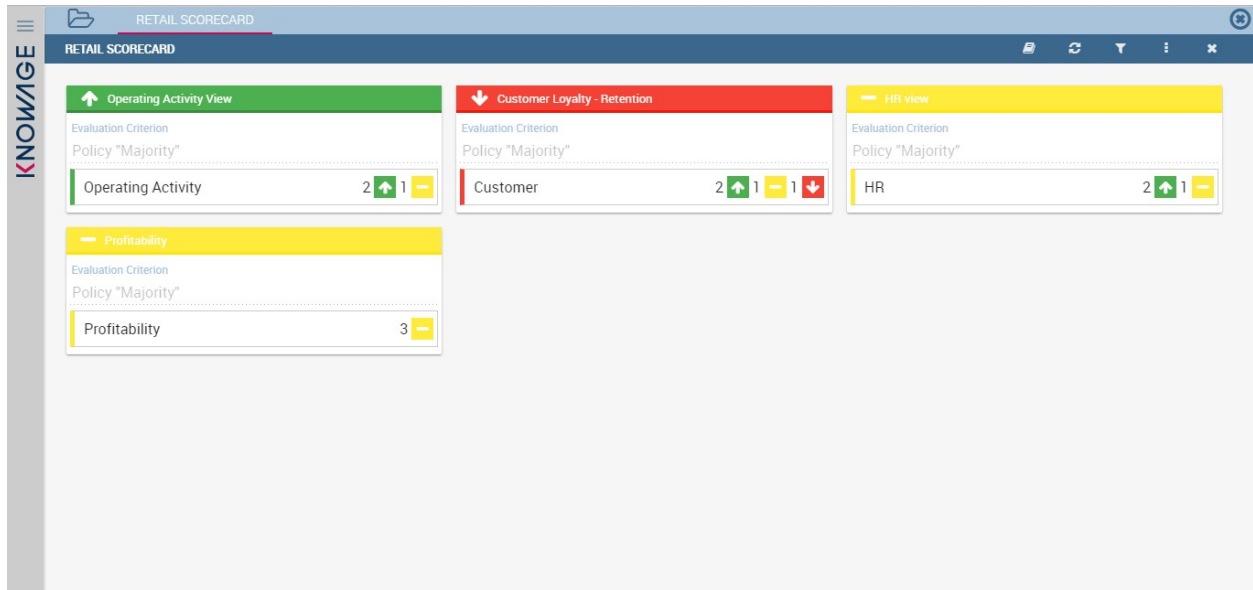 KNOWAGE
RETAIL SCORECARD
RETAIL SCORECARD
Operating Activity View
Evaluation Criterion
Policy "Majority"
Operating Activity 2 1
Customer Loyalty - Retention
Evaluation Criterion
Policy "Majority"
Customer 2 1 1
HR view
Evaluation Criterion
Policy "Majority"
HR 2 1
Profitability
Evaluation Criterion
Policy "Majority"
Profitability 3